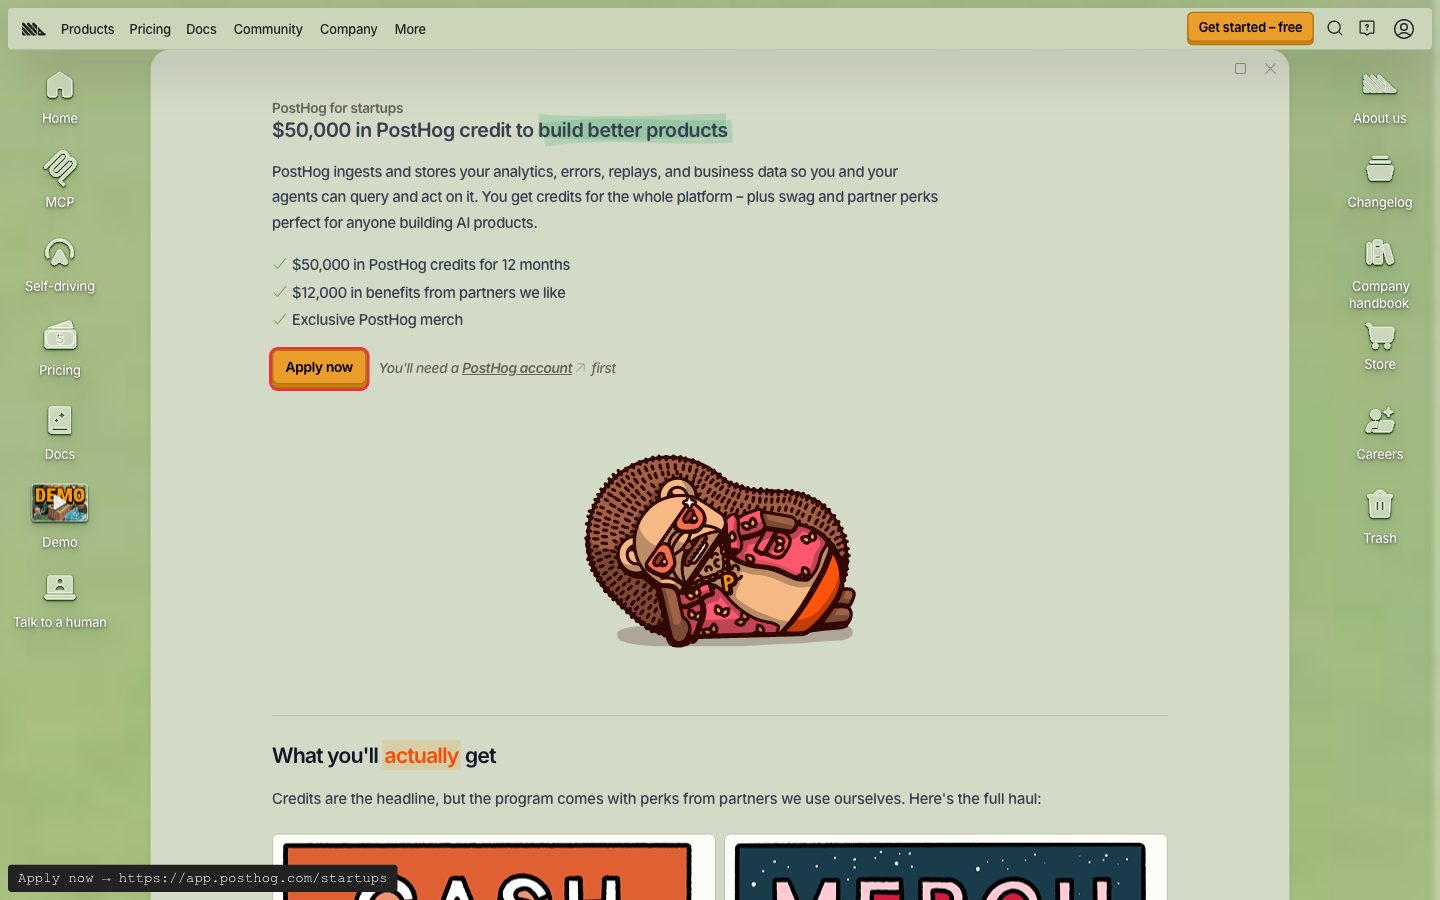 Products Pricing Docs Community Company More
Get started – free
Home
MCP
Self-driving
Pricing
$
Docs
DEMO
Demo
Talk to a human
PostHog for startups
$50,000 in PostHog credit to build better products
PostHog ingests and stores your analytics, errors, replays, and business data so you and your
agents can query and act on it. You get credits for the whole platform – plus swag and partner perks
perfect for anyone building AI products.
$50,000 in PostHog credits for 12 months
$12,000 in benefits from partners we like
Exclusive PostHog merch
Apply now
You'll need a PostHog account first
P
What you'll actually get
Credits are the headline, but the program comes with perks from partners we use ourselves. Here's the full haul:
CASH
MERCH
About us
Changelog
Company
handbook
Store
Careers
Trash
Apply now → https://app.posthog.com/startups